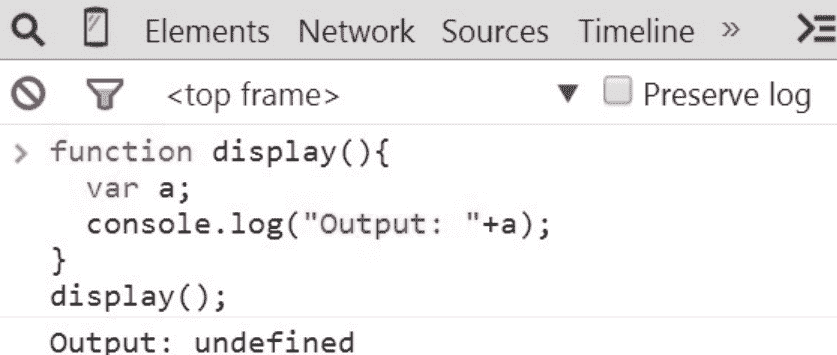 Elements Network Sources Timeline »
<top frame> ▼ Preserve log
> function display(){
var a;
console.log("Output: "+a);
}
display();
Output: undefined